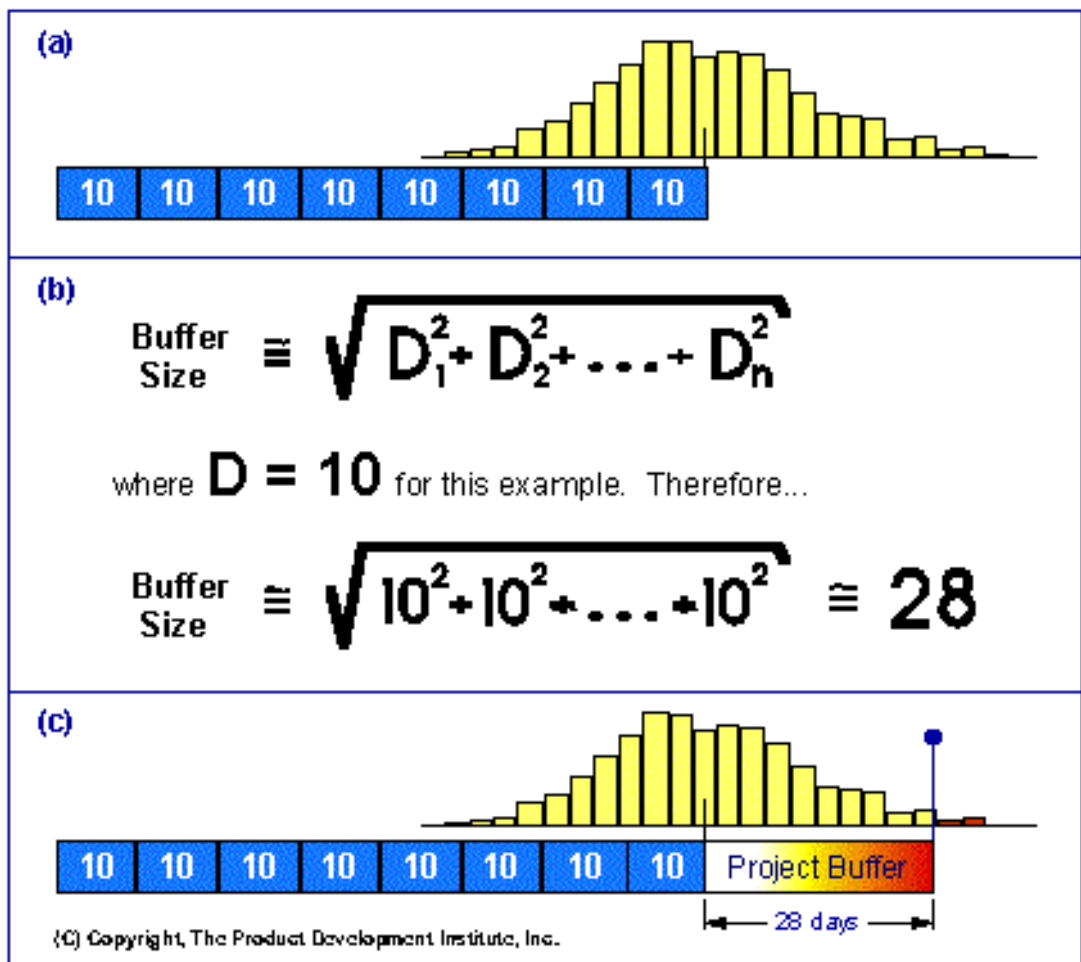 (a)
10 10 10 10 10 10 10 10
(b)
Buffer Size ≅ √ D₁² + D₂² + . . . + Dₙ²
where D = 10 for this example. Therefore...
Buffer Size ≅ √ 10² + 10² + . . . + 10² ≅ 28
(c)
10 10 10 10 10 10 10 10 Project Buffer
28 days
(C) Copyright, The Product Development Institute, Inc.